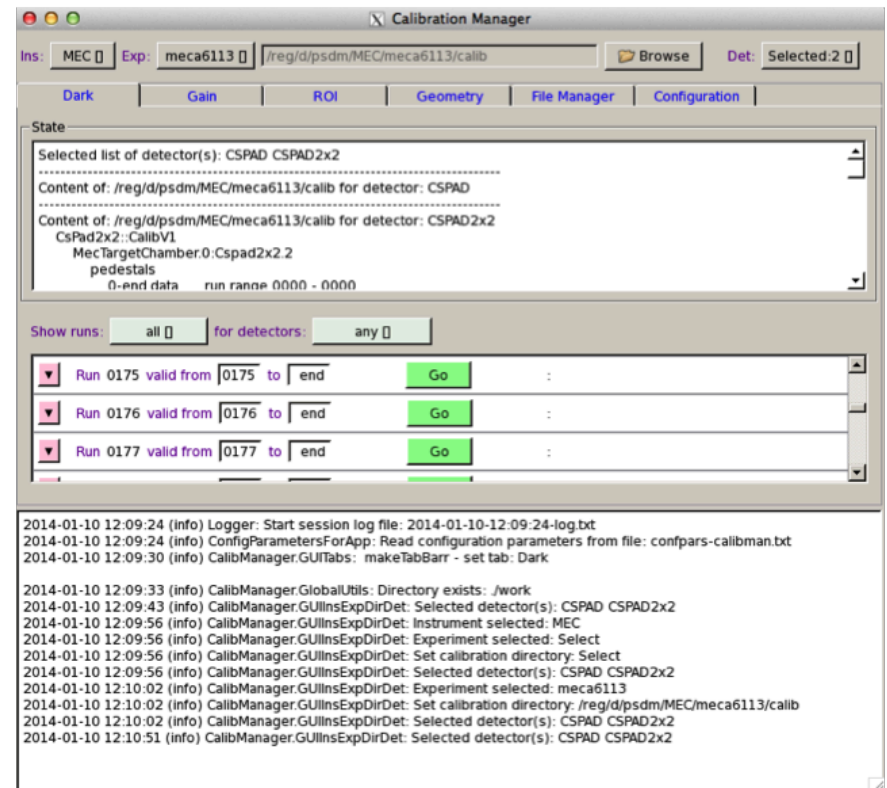 X Calibration Manager
Ins: MEC [] Exp: meca6113 [] /reg/d/psdm/MEC/meca6113/calib Browse Det: Selected:2 []
Dark Gain ROI Geometry File Manager Configuration
State
Selected list of detector(s): CSPAD CSPAD2x2
--------------------------------------------------------------------------------------------------
Content of: /reg/d/psdm/MEC/meca6113/calib for detector: CSPAD
--------------------------------------------------------------------------------------------------
Content of: /reg/d/psdm/MEC/meca6113/calib for detector: CSPAD2x2
CsPad2x2::CalibV1
MecTargetChamber.0:Cspad2x2.2
pedestals
0-end data run range 0000 - 0000
Show runs: all [] for detectors: any []
▼ Run 0175 valid from 0175 to end Go :
▼ Run 0176 valid from 0176 to end Go :
▼ Run 0177 valid from 0177 to end Go :
2014-01-10 12:09:24 (info) Logger: Start session log file: 2014-01-10-12:09:24-log.txt
2014-01-10 12:09:24 (info) ConfigParametersForApp: Read configuration parameters from file: confpars-calibman.txt
2014-01-10 12:09:30 (info) CalibManager.GUITabs: makeTabBarr - set tab: Dark
2014-01-10 12:09:33 (info) CalibManager.GlobalUtils: Directory exists: ./work
2014-01-10 12:09:43 (info) CalibManager.GUIInsExpDirDet: Selected detector(s): CSPAD CSPAD2x2
2014-01-10 12:09:56 (info) CalibManager.GUIInsExpDirDet: Instrument selected: MEC
2014-01-10 12:09:56 (info) CalibManager.GUIInsExpDirDet: Experiment selected: Select
2014-01-10 12:09:56 (info) CalibManager.GUIInsExpDirDet: Set calibration directory: Select
2014-01-10 12:09:56 (info) CalibManager.GUIInsExpDirDet: Selected detector(s): CSPAD CSPAD2x2
2014-01-10 12:10:02 (info) CalibManager.GUIInsExpDirDet: Experiment selected: meca6113
2014-01-10 12:10:02 (info) CalibManager.GUIInsExpDirDet: Set calibration directory: /reg/d/psdm/MEC/meca6113/calib
2014-01-10 12:10:02 (info) CalibManager.GUIInsExpDirDet: Selected detector(s): CSPAD CSPAD2x2
2014-01-10 12:10:51 (info) CalibManager.GUIInsExpDirDet: Selected detector(s): CSPAD CSPAD2x2